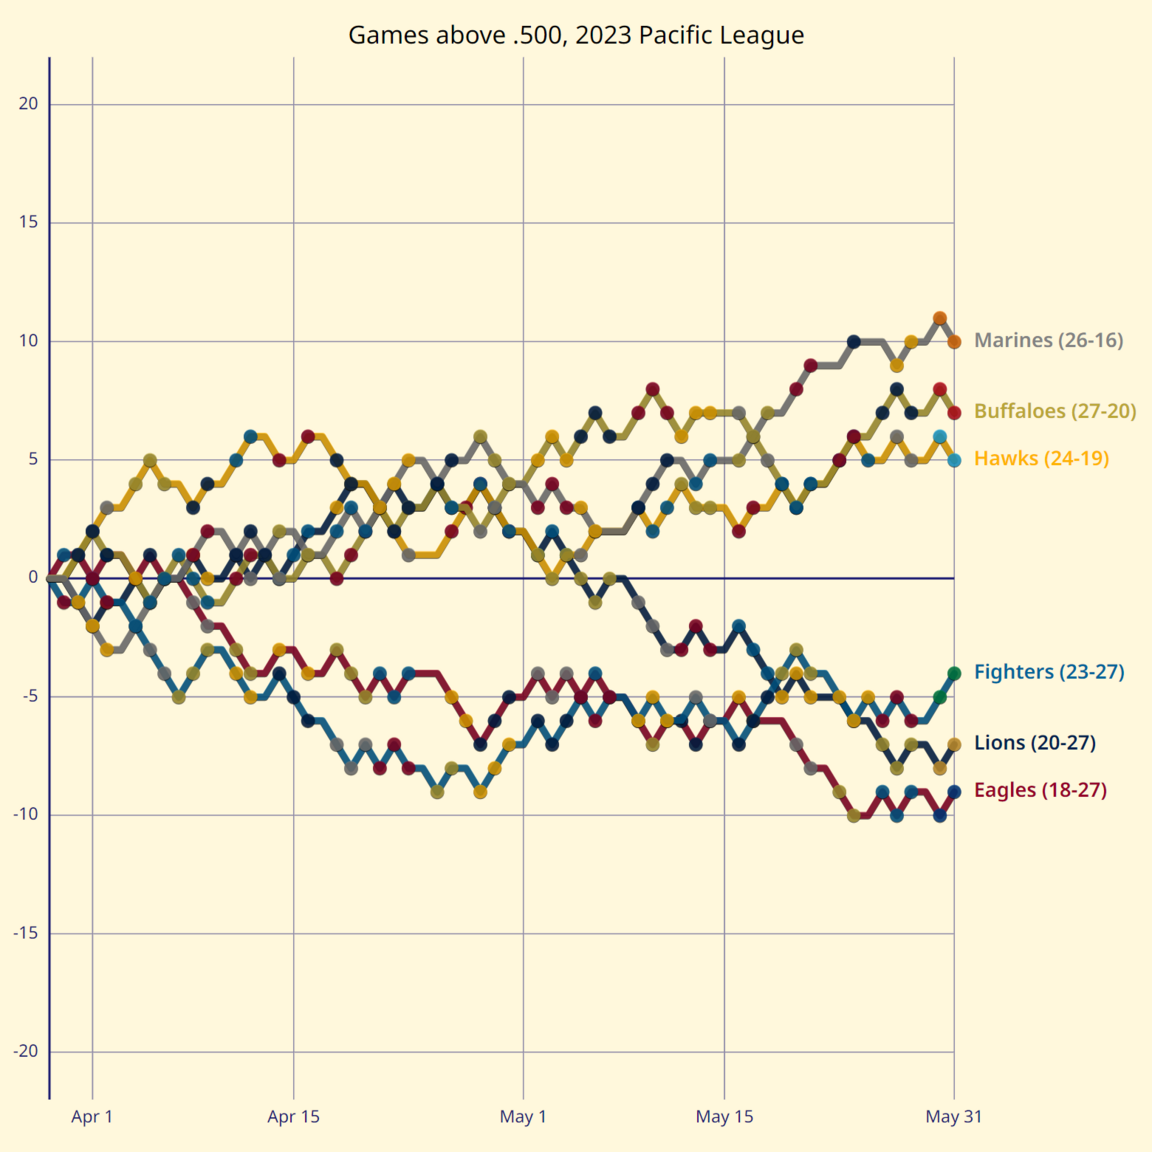 Games above .500, 2023 Pacific League
20
15
10
5
0
-5
-10
-15
-20
Marines (26-16)
Buffaloes (27-20)
Hawks (24-19)
Fighters (23-27)
Lions (20-27)
Eagles (18-27)
Apr 1
Apr 15
May 1
May 15
May 31